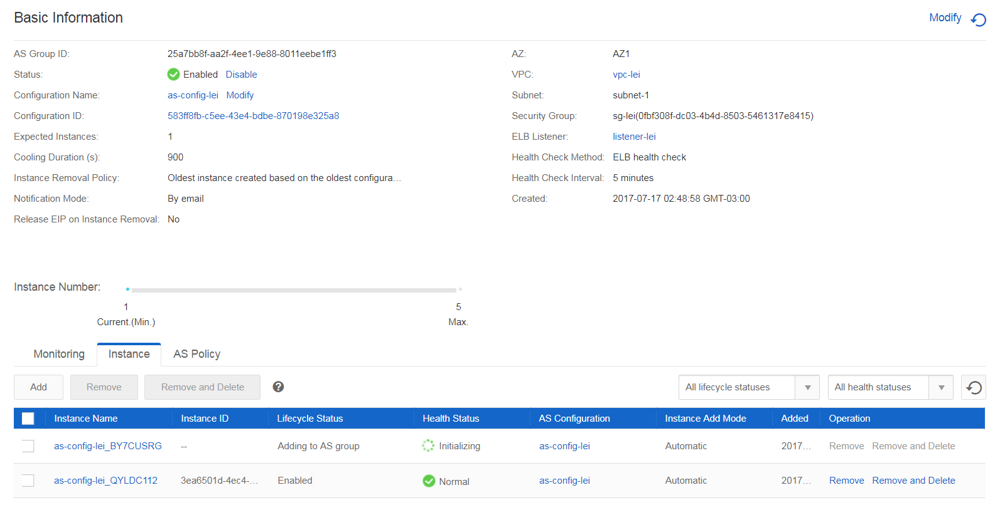 Basic Information
Modify
AS Group ID: 25a7bb8f-aa2f-4ee1-9e88-8011eebe1ff3 AZ: AZ1
Status: Enabled Disable VPC: vpc-lei
Configuration Name: as-config-lei Modify Subnet: subnet-1
Configuration ID: 583ff8fb-c5ee-43e4-bdbe-870198e325a8 Security Group: sg-lei(0fbf308f-dc03-4b4d-8503-5461317e8415)
Expected Instances: 1 ELB Listener: listener-lei
Cooling Duration (s): 900 Health Check Method: ELB health check
Instance Removal Policy: Oldest instance created based on the oldest configura… Health Check Interval: 5 minutes
Notification Mode: By email Created: 2017-07-17 02:48:58 GMT-03:00
Release EIP on Instance Removal: No
Instance Number:
1 5
Current.(Min.) Max.
Monitoring Instance AS Policy
Add Remove Remove and Delete ? All lifecycle statuses All health statuses
Instance Name Instance ID Lifecycle Status Health Status AS Configuration Instance Add Mode Added Operation
as-config-lei_BY7CUSRG -- Adding to AS group Initializing as-config-lei Automatic 2017... Remove Remove and Delete
as-config-lei_QYLDC112 3ea6501d-4ec4-... Enabled Normal as-config-lei Automatic 2017... Remove Remove and Delete